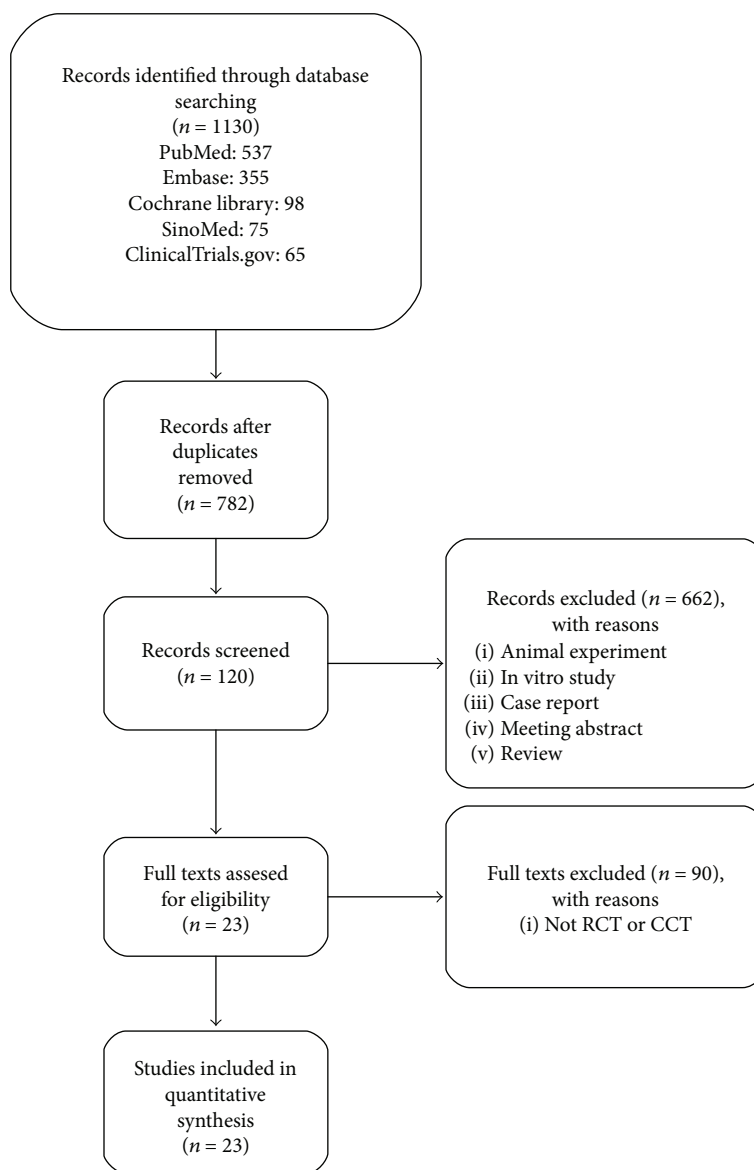 Records identified through database
searching
(n = 1130)
PubMed: 537
Embase: 355
Cochrane library: 98
SinoMed: 75
ClinicalTrials.gov: 65
Records after
duplicates
removed
(n = 782)
Records screened
(n = 120)
Records excluded (n = 662),
with reasons
(i) Animal experiment
(ii) In vitro study
(iii) Case report
(iv) Meeting abstract
(v) Review
Full texts assesed
for eligibility
(n = 23)
Full texts excluded (n = 90),
with reasons
(i) Not RCT or CCT
Studies included in
quantitative
synthesis
(n = 23)